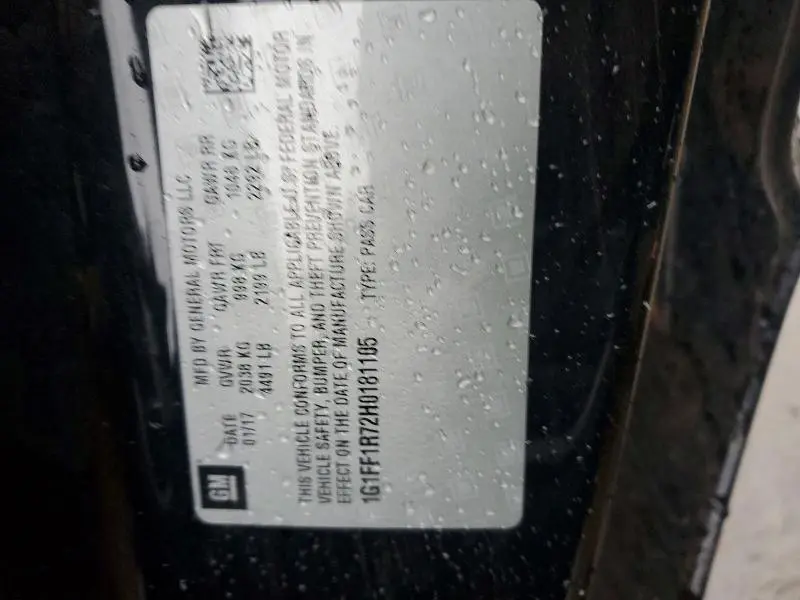 GM
MFD BY GENERAL MOTORS LLC
DATE GVWR GAWR FRT GAWR RR
01/17 2038 KG 998 KG 1040 KG
4491 LB 2199 LB 2292 LB
THIS VEHICLE CONFORMS TO ALL APPLICABLE U.S. FEDERAL MOTOR
VEHICLE SAFETY, BUMPER, AND THEFT PREVENTION STANDARDS IN
EFFECT ON THE DATE OF MANUFACTURE SHOWN ABOVE.
1G1FF1R72H0181105 TYPE: PASS CAR